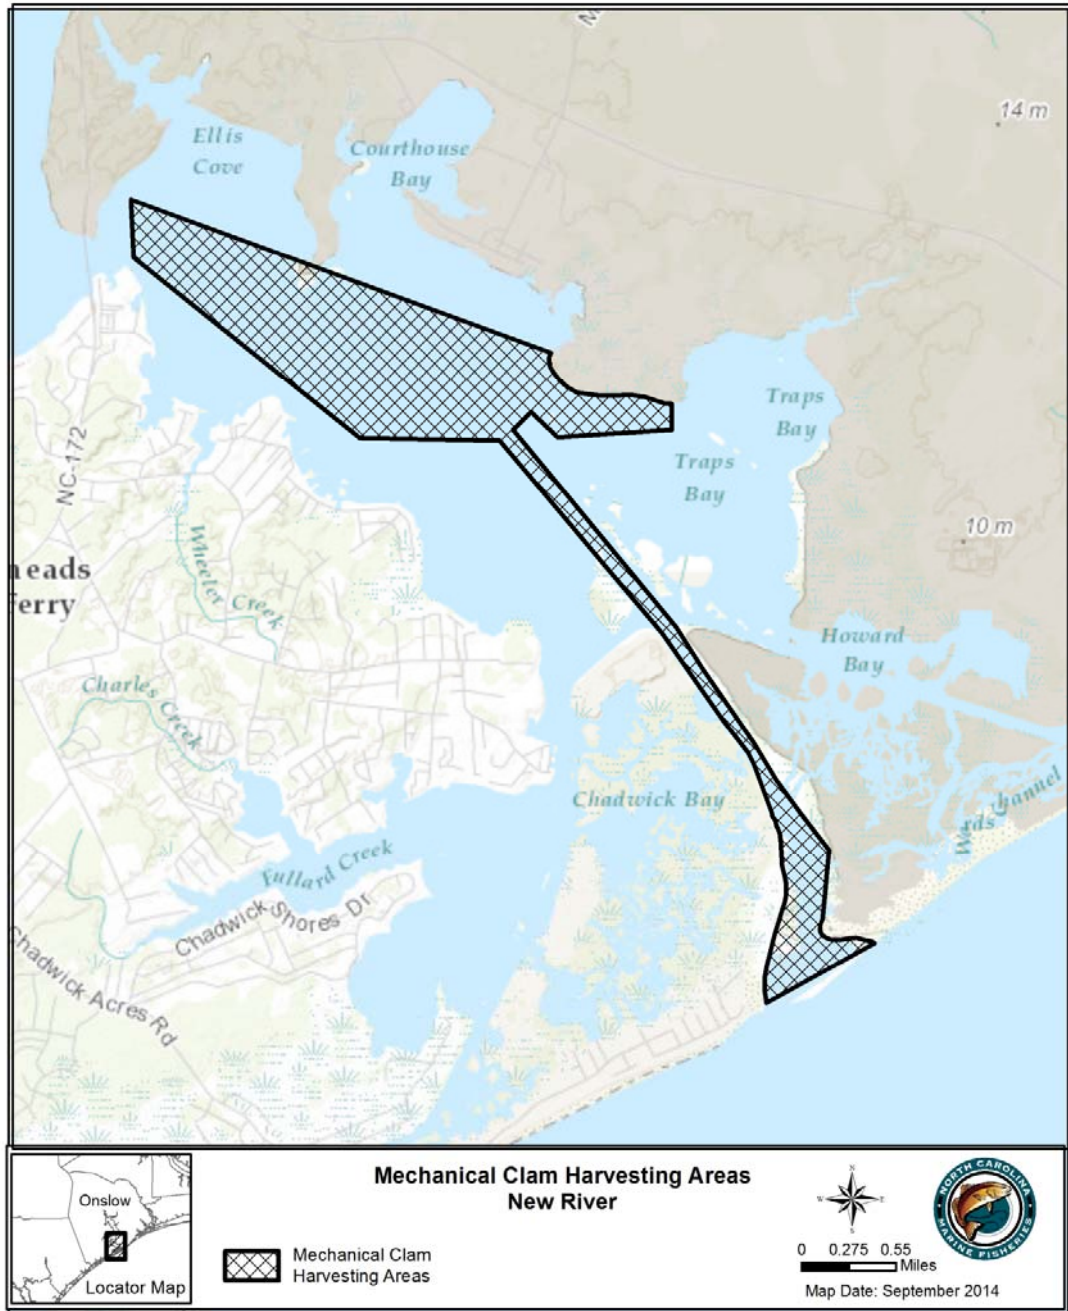 14 m
Ellis
Cove
Courthouse
Bay
Traps
Bay
Traps
Bay
NC-172
10 m
Wheeler Creek
neads
ferry
Howard
Bay
Charles Creek
Chadwick Bay
Wards Channel
Fullard Creek
Chadwick Shores Dr
Chadwick Acres Rd
Mechanical Clam Harvesting Areas
New River
Onslow
Locator Map
Mechanical Clam
Harvesting Areas
N
W
E
S
NORTH CAROLINA
MARINE FISHERIES
0 0.275 0.55
Miles
Map Date: September 2014